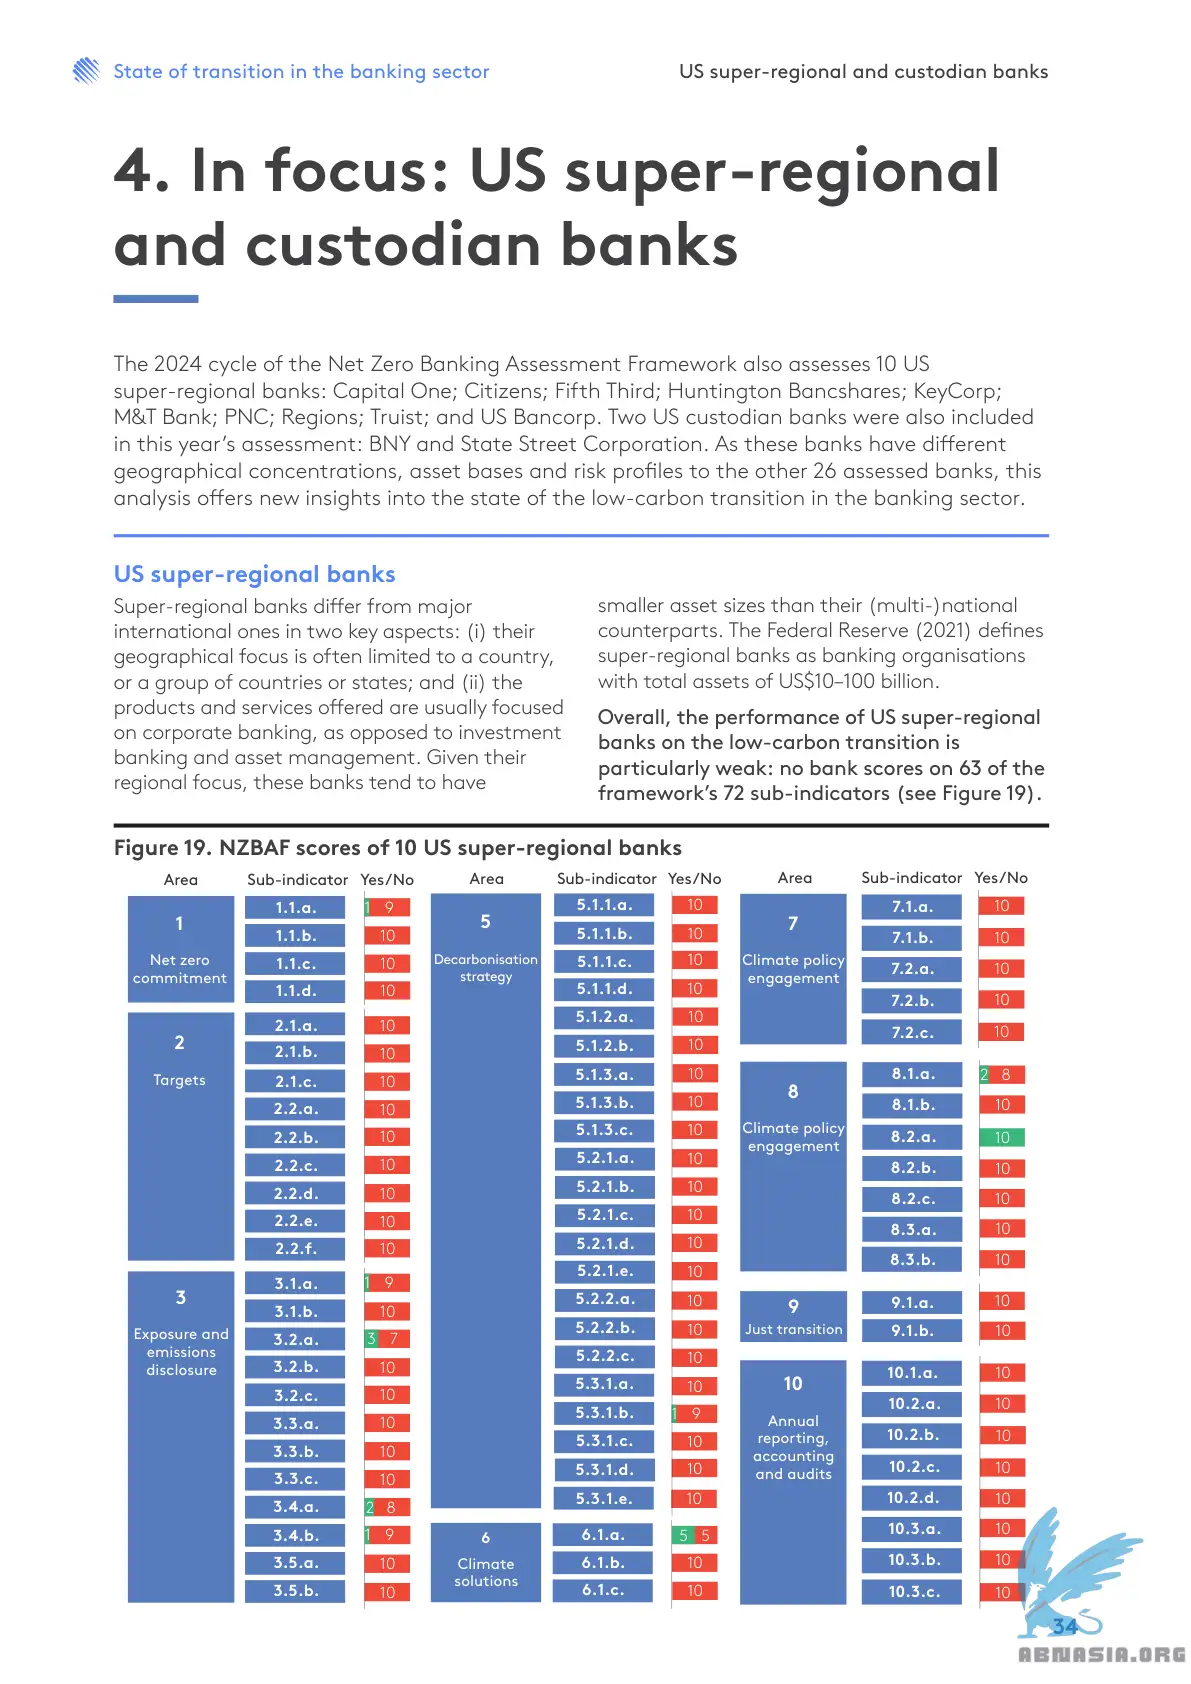 State of transition in the banking sector
US super-regional and custodian banks
4. In focus: US super-regional
and custodian banks
The 2024 cycle of the Net Zero Banking Assessment Framework also assesses 10 US
super-regional banks: Capital One; Citizens; Fifth Third; Huntington Bancshares; KeyCorp;
M&T Bank; PNC; Regions; Truist; and US Bancorp. Two US custodian banks were also included
in this year's assessment: BNY and State Street Corporation. As these banks have different
geographical concentrations, asset bases and risk profiles to the other 26 assessed banks, this
analysis offers new insights into the state of the low-carbon transition in the banking sector.
US super-regional banks
Super-regional banks differ from major
international ones in two key aspects: (i) their
geographical focus is often limited to a country,
or a group of countries or states; and (ii) the
products and services offered are usually focused
on corporate banking, as opposed to investment
banking and asset management. Given their
regional focus, these banks tend to have
smaller asset sizes than their (multi-)national
counterparts. The Federal Reserve (2021) defines
super-regional banks as banking organisations
with total assets of US$10–100 billion.
Overall, the performance of US super-regional
banks on the low-carbon transition is
particularly weak: no bank scores on 63 of the
framework's 72 sub-indicators (see Figure 19).
Figure 19. NZBAF scores of 10 US super-regional banks
Area Sub-indicator Yes/No
1
Net zero
commitment
1.1.a. 1 9
1.1.b. 10
1.1.c. 10
1.1.d. 10
2
Targets
2.1.a. 10
2.1.b. 10
2.1.c. 10
2.2.a. 10
2.2.b. 10
2.2.c. 10
2.2.d. 10
2.2.e. 10
2.2.f. 10
3
Exposure and
emissions
disclosure
3.1.a. 1 9
3.1.b. 10
3.2.a. 3 7
3.2.b. 10
3.2.c. 10
3.3.a. 10
3.3.b. 10
3.3.c. 10
3.4.a. 2 8
3.4.b. 1 9
3.5.a. 10
3.5.b. 10
Area Sub-indicator Yes/No
5
Decarbonisation
strategy
5.1.1.a. 10
5.1.1.b. 10
5.1.1.c. 10
5.1.1.d. 10
5.1.2.a. 10
5.1.2.b. 10
5.1.3.a. 10
5.1.3.b. 10
5.1.3.c. 10
5.2.1.a. 10
5.2.1.b. 10
5.2.1.c. 10
5.2.1.d. 10
5.2.1.e. 10
5.2.2.a. 10
5.2.2.b. 10
5.2.2.c. 10
5.3.1.a. 10
5.3.1.b. 1 9
5.3.1.c. 10
5.3.1.d. 10
5.3.1.e. 10
6
Climate
solutions
6.1.a. 5 5
6.1.b. 10
6.1.c. 10
Area Sub-indicator Yes/No
7
Climate policy
engagement
7.1.a. 10
7.1.b. 10
7.2.a. 10
7.2.b. 10
7.2.c. 10
8
Climate policy
engagement
8.1.a. 2 8
8.1.b. 10
8.2.a. 10
8.2.b. 10
8.2.c. 10
8.3.a. 10
8.3.b. 10
9
Just transition
9.1.a. 10
9.1.b. 10
10
Annual
reporting,
accounting
and audits
10.1.a. 10
10.2.a. 10
10.2.b. 10
10.2.c. 10
10.2.d. 10
10.3.a. 10
10.3.b. 10
10.3.c. 10
34
ABNASIA.ORG